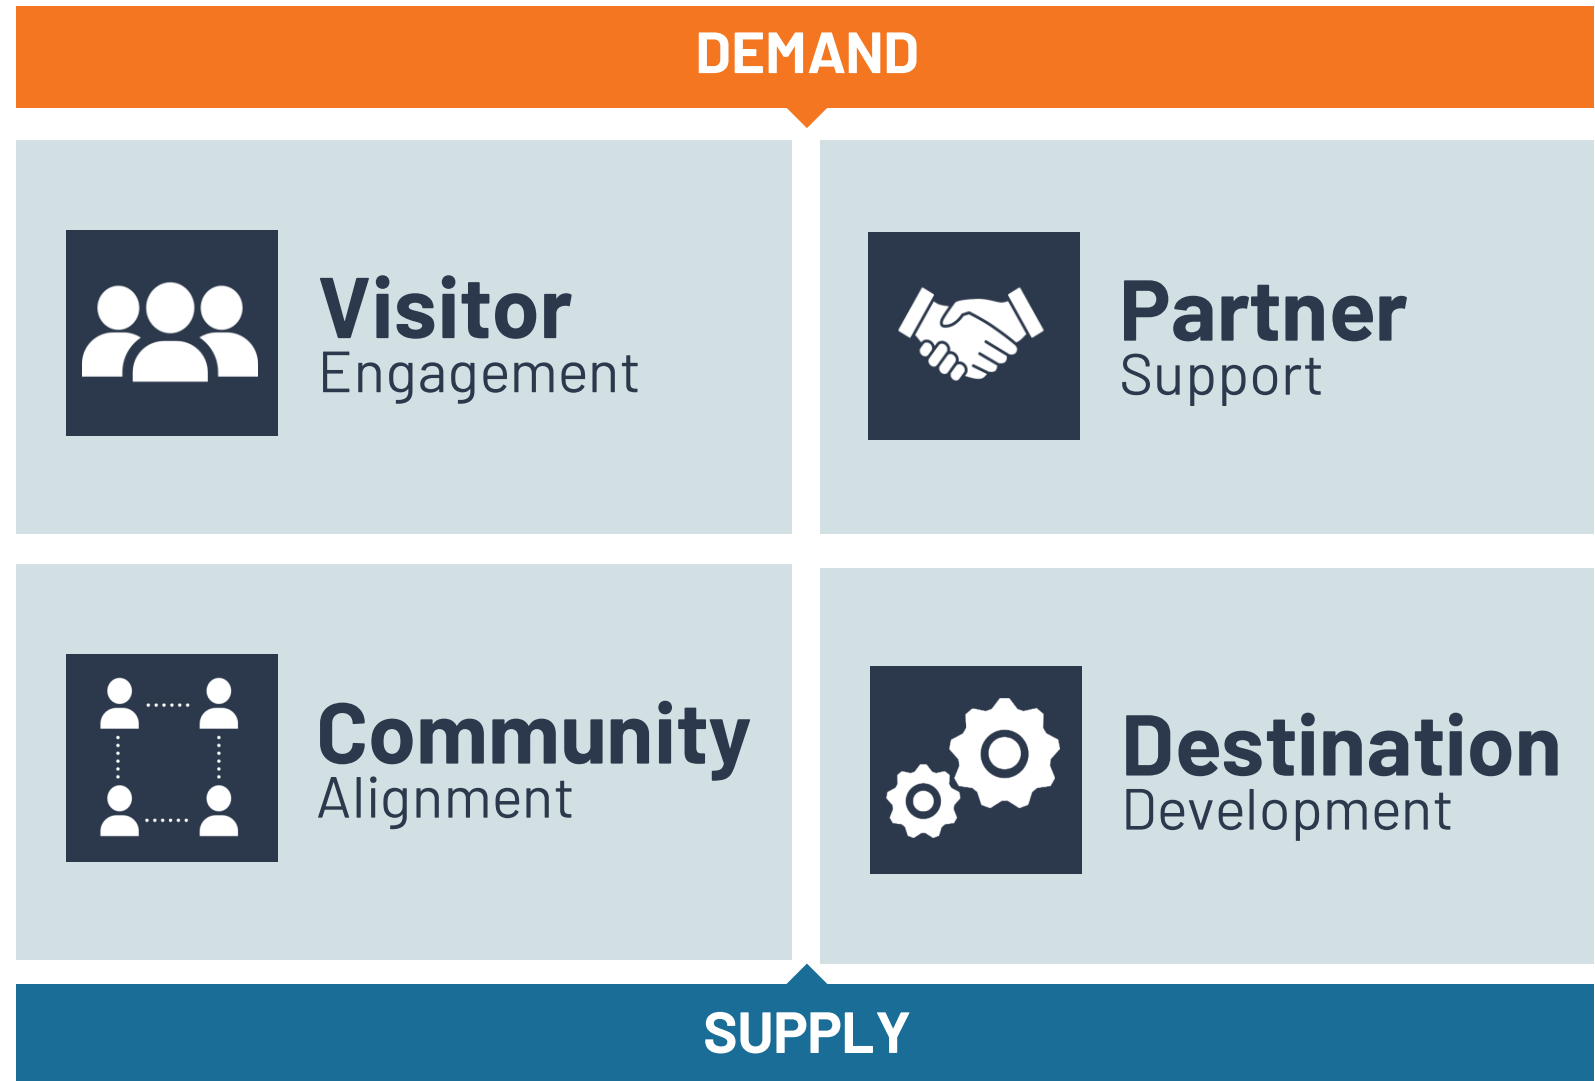 DEMAND
Visitor
Engagement
Partner
Support
Community
Alignment
Destination
Development
SUPPLY